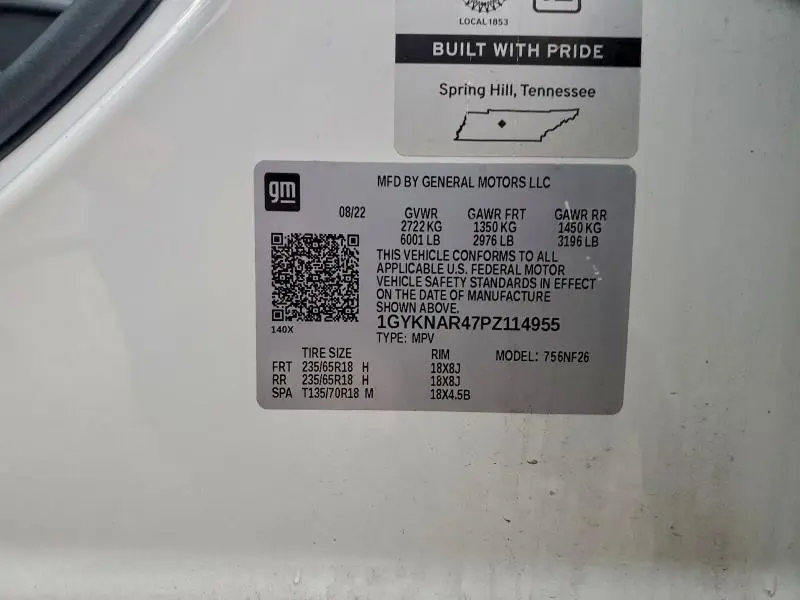 LOCAL 1853
BUILT WITH PRIDE
Spring Hill, Tennessee
gm
MFD BY GENERAL MOTORS LLC
08/22 GVWR GAWR FRT GAWR RR
2722 KG 1350 KG 1450 KG
6001 LB 2976 LB 3196 LB
THIS VEHICLE CONFORMS TO ALL
APPLICABLE U.S. FEDERAL MOTOR
VEHICLE SAFETY STANDARDS IN EFFECT
ON THE DATE OF MANUFACTURE
SHOWN ABOVE.
1GYKNAR47PZ114955
140X
TYPE: MPV
TIRE SIZE RIM MODEL: 756NF26
FRT 235/65R18 H 18X8J
RR 235/65R18 H 18X8J
SPA T135/70R18 M 18X4.5B